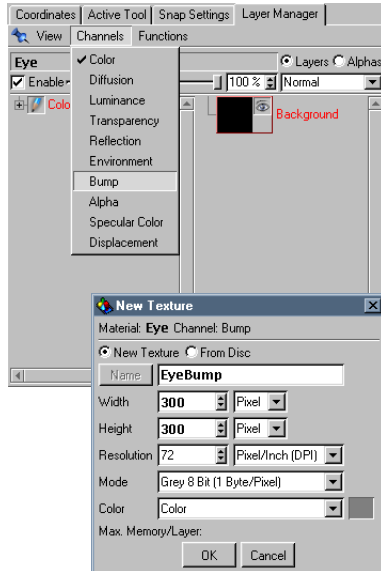 Coordinates Active Tool Snap Settings Layer Manager
View Channels Functions
Eye Layers Alphas
Enable 100 % Normal
Colo
Background
Color
Diffusion
Luminance
Transparency
Reflection
Environment
Bump
Alpha
Specular Color
Displacement
New Texture
Material: Eye Channel: Bump
New Texture From Disc
Name EyeBump
Width 300 Pixel
Height 300 Pixel
Resolution 72 Pixel/Inch (DPI)
Mode Grey 8 Bit (1 Byte/Pixel)
Color Color
Max. Memory/Layer:
OK Cancel